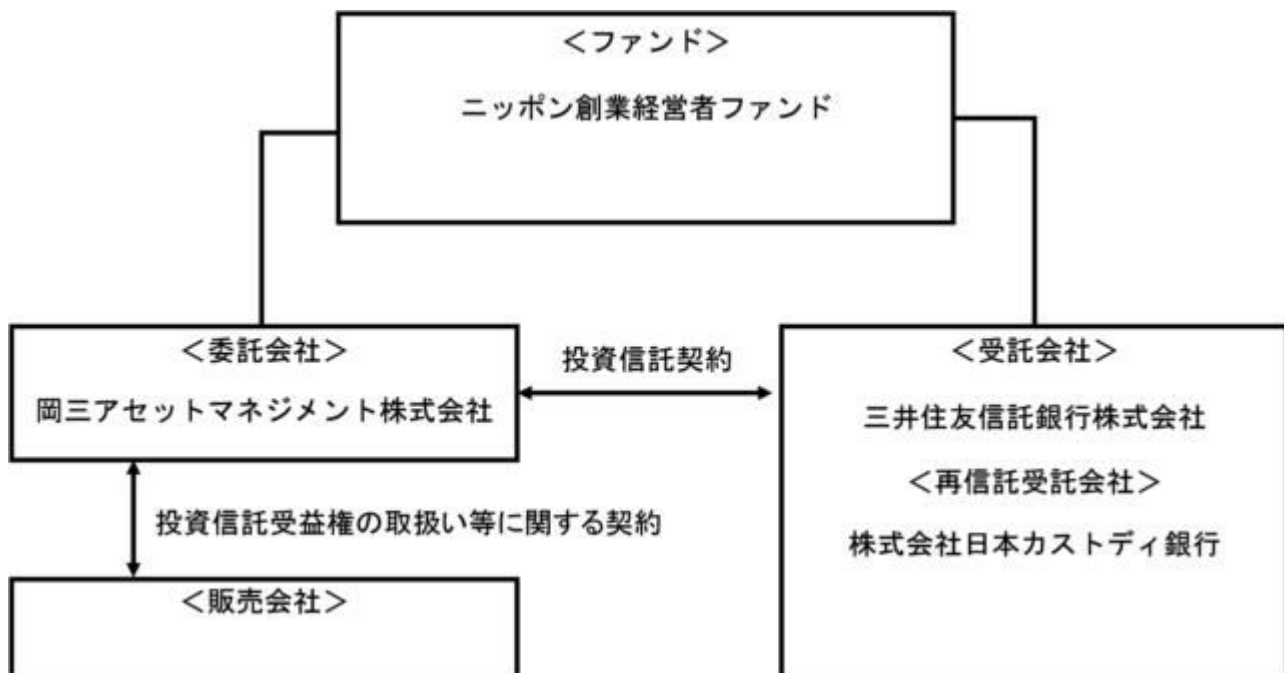 ＜ファンド＞
ニッポン創業経営者ファンド
＜委託会社＞
岡三アセットマネジメント株式会社
投資信託契約
＜受託会社＞
三井住友信託銀行株式会社
＜再信託受託会社＞
株式会社日本カストディ銀行
投資信託受益権の取扱い等に関する契約
＜販売会社＞